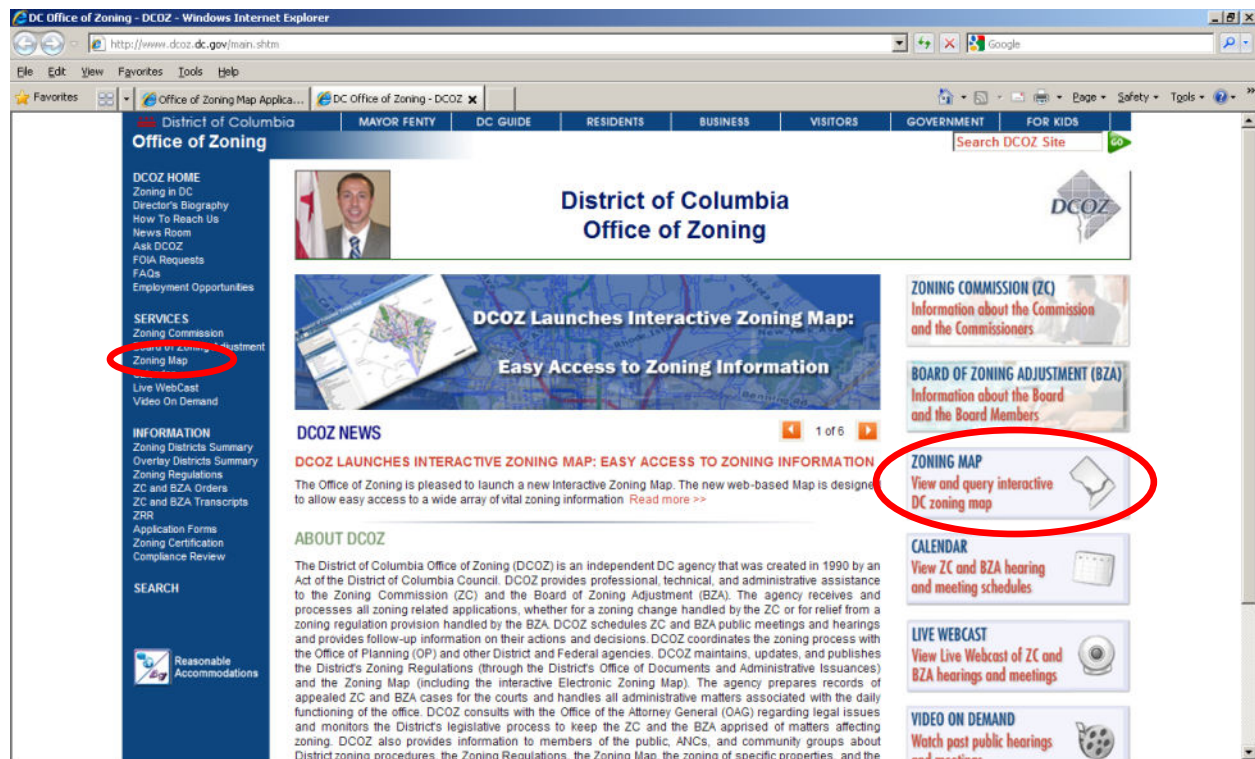 DC Office of Zoning - DCOZ - Windows Internet Explorer
http://www.dcoz.dc.gov/main.shtm
Google
File Edit View Favorites Tools Help
Favorites
Office of Zoning Map Applica...
DC Office of Zoning - DCOZ
Page Safety Tools
District of Columbia
MAYOR FENTY DC GUIDE RESIDENTS BUSINESS VISITORS GOVERNMENT FOR KIDS
Office of Zoning
Search DCOZ Site
GO
DCOZ HOME
Zoning in DC
Director's Biography
How To Reach Us
News Room
Ask DCOZ
FOIA Requests
FAQs
Employment Opportunities
SERVICES
Zoning Commission
Board of Zoning Adjustment
Zoning Map
Live WebCast
Video On Demand
INFORMATION
Zoning Districts Summary
Overlay Districts Summary
Zoning Regulations
ZC and BZA Orders
ZC and BZA Transcripts
ZRR
Application Forms
Zoning Certification
Compliance Review
SEARCH
Reasonable
Accommodations
District of Columbia
Office of Zoning
DCOZ
DCOZ Launches Interactive Zoning Map:
Easy Access to Zoning Information
DCOZ NEWS
1 of 6
DCOZ LAUNCHES INTERACTIVE ZONING MAP: EASY ACCESS TO ZONING INFORMATION
The Office of Zoning is pleased to launch a new Interactive Zoning Map. The new web-based Map is designed
to allow easy access to a wide array of vital zoning information Read more >>
ABOUT DCOZ
The District of Columbia Office of Zoning (DCOZ) is an independent DC agency that was created in 1990 by an
Act of the District of Columbia Council. DCOZ provides professional, technical, and administrative assistance
to the Zoning Commission (ZC) and the Board of Zoning Adjustment (BZA). The agency receives and
processes all zoning related applications, whether for a zoning change handled by the ZC or for relief from a
zoning regulation provision handled by the BZA. DCOZ schedules ZC and BZA public meetings and hearings
and provides follow-up information on their actions and decisions. DCOZ coordinates the zoning process with
the Office of Planning (OP) and other District and Federal agencies. DCOZ maintains, updates, and publishes
the District's Zoning Regulations (through the District's Office of Documents and Administrative Issuances)
and the Zoning Map (including the interactive Electronic Zoning Map). The agency prepares records of
appealed ZC and BZA cases for the courts and handles all administrative matters associated with the daily
functioning of the office. DCOZ consults with the Office of the Attorney General (OAG) regarding legal issues
and monitors the District's legislative process to keep the ZC and the BZA apprised of matters affecting
zoning. DCOZ also provides information to members of the public, ANCs, and community groups about
District zoning procedures, the Zoning Regulations, the Zoning Map, the zoning of specific properties, and the
ZONING COMMISSION (ZC)
Information about the Commission
and the Commissioners
BOARD OF ZONING ADJUSTMENT (BZA)
Information about the Board
and the Board Members
ZONING MAP
View and query interactive
DC zoning map
CALENDAR
View ZC and BZA hearing
and meeting schedules
LIVE WEBCAST
View Live Webcast of ZC and
BZA hearings and meetings
VIDEO ON DEMAND
Watch past public hearings
and meetings